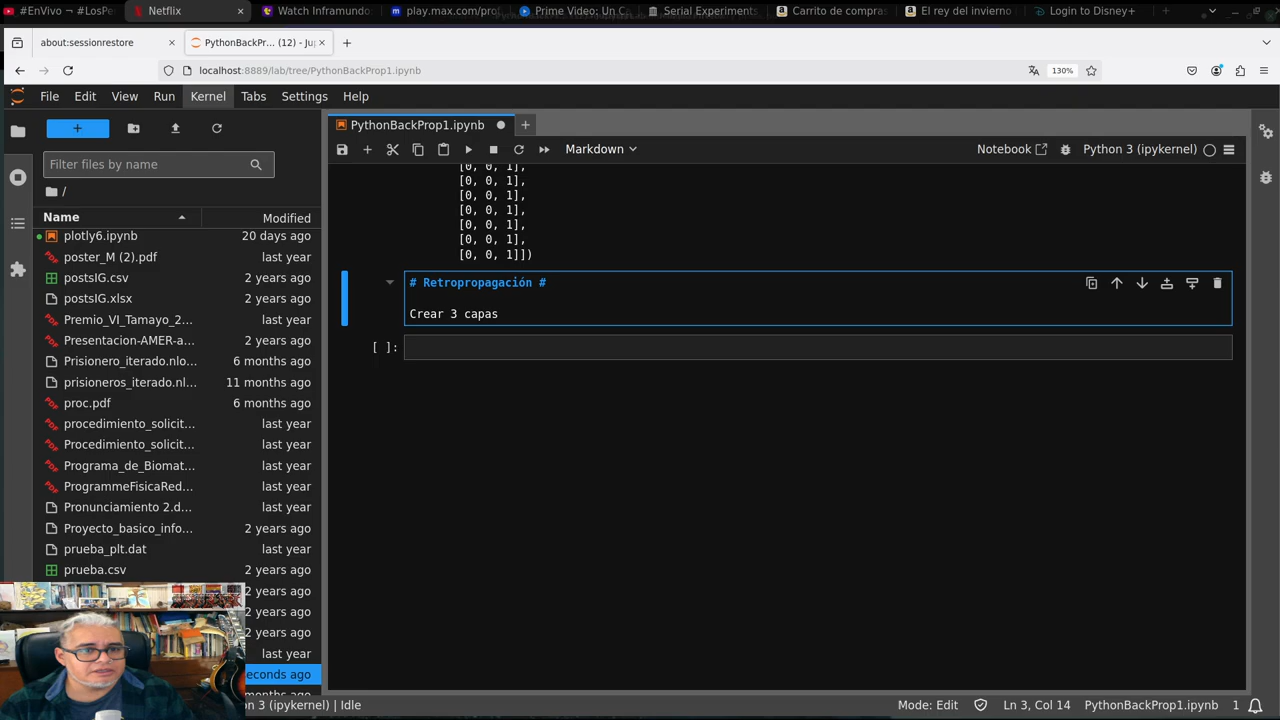 #EnVivo ¬ #LosPer
Netflix
Watch Inframundo:
play.max.com/prof
Prime Video: Un Ca
Serial Experiments
Carrito de compras
El rey del invierno
Login to Disney+
about:sessionrestore
PythonBackPr... (12) - Jup
localhost:8889/lab/tree/PythonBackProp1.ipynb
130%
File Edit View Run Kernel Tabs Settings Help
PythonBackProp1.ipynb
Markdown
Notebook
Python 3 (ipykernel)
Filter files by name
/
Name Modified
plotly6.ipynb 20 days ago
poster_M (2).pdf last year
postsIG.csv 2 years ago
postsIG.xlsx 2 years ago
Premio_VI_Tamayo_2... last year
Presentacion-AMER-a... 2 years ago
Prisionero_iterado.nlo... 6 months ago
prisioneros_iterado.nl... 11 months ago
proc.pdf 6 months ago
procedimiento_solicit... last year
Procedimiento_solicit... last year
Programa_de_Biomat... last year
ProgrammeFisicaRed... last year
Pronunciamiento 2.d... last year
Proyecto_basico_info... 2 years ago
prueba_plt.dat last year
prueba.csv 2 years ago
years ago
years ago
years ago
last year
econds ago
[0, 0, 1],
[0, 0, 1],
[0, 0, 1],
[0, 0, 1],
[0, 0, 1],
[0, 0, 1],
[0, 0, 1]])
# Retropropagación #
Crear 3 capas
[ ]:
n 3 (ipykernel) | Idle
Mode: Edit
Ln 3, Col 14
PythonBackProp1.ipynb
1